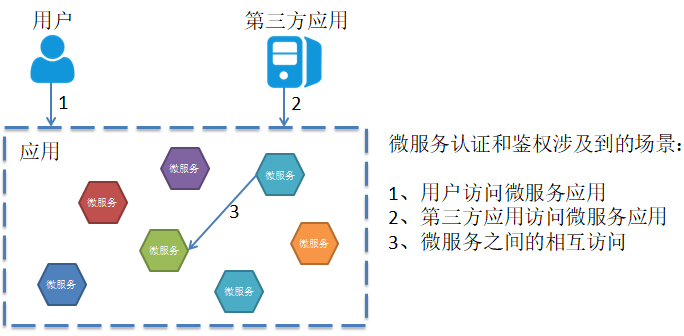 用户
第三方应用
1
2
应用
微服务
微服务
微服务
3
微服务
微服务
微服务
微服务
微服务认证和鉴权涉及到的场景：
1、用户访问微服务应用
2、第三方应用访问微服务应用
3、微服务之间的相互访问